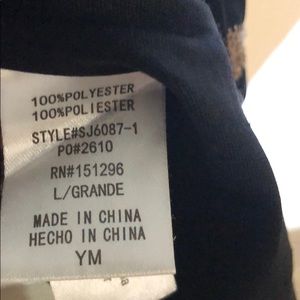 100%POLYESTER
100%POLIESTER
STYLE#SJ6087-1
PO#2610
RN#151296
L/GRANDE
MADE IN CHINA
HECHO IN CHINA
YM